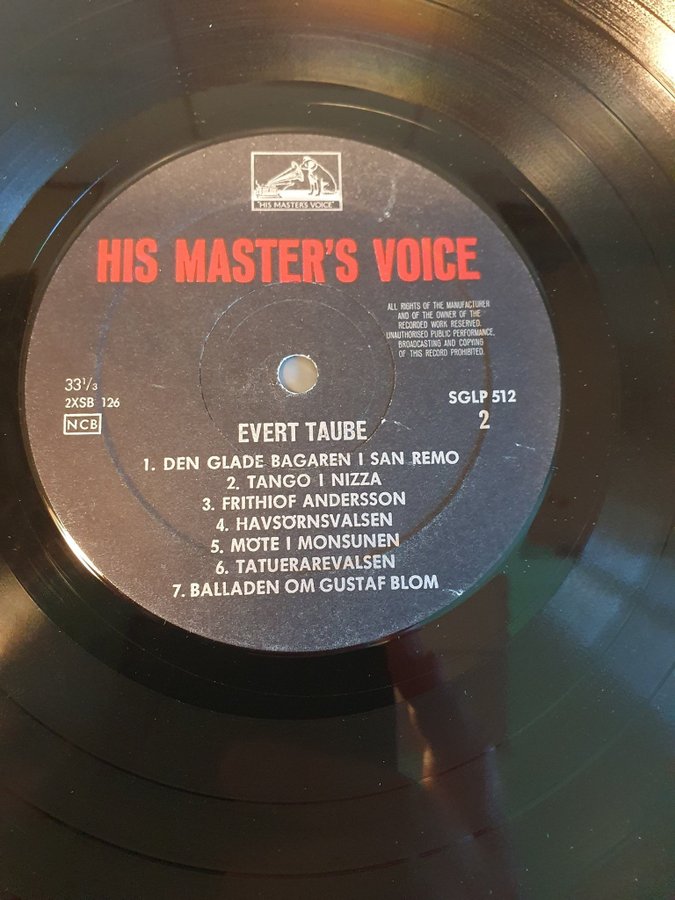 "HIS MASTER'S VOICE"
HIS MASTER'S VOICE
ALL RIGHTS OF THE MANUFACTURER
AND OF THE OWNER OF THE
RECORDED WORK RESERVED.
UNAUTHORISED PUBLIC PERFORMANCE,
BROADCASTING AND COPYING
OF THIS RECORD PROHIBITED.
33⅓
2XSB 126
NCB
SGLP 512
2
EVERT TAUBE
1. DEN GLADE BAGAREN I SAN REMO
2. TANGO I NIZZA
3. FRITHIOF ANDERSSON
4. HAVSÖRNSVALSEN
5. MÖTE I MONSUNEN
6. TATUERAREVALSEN
7. BALLADEN OM GUSTAF BLOM